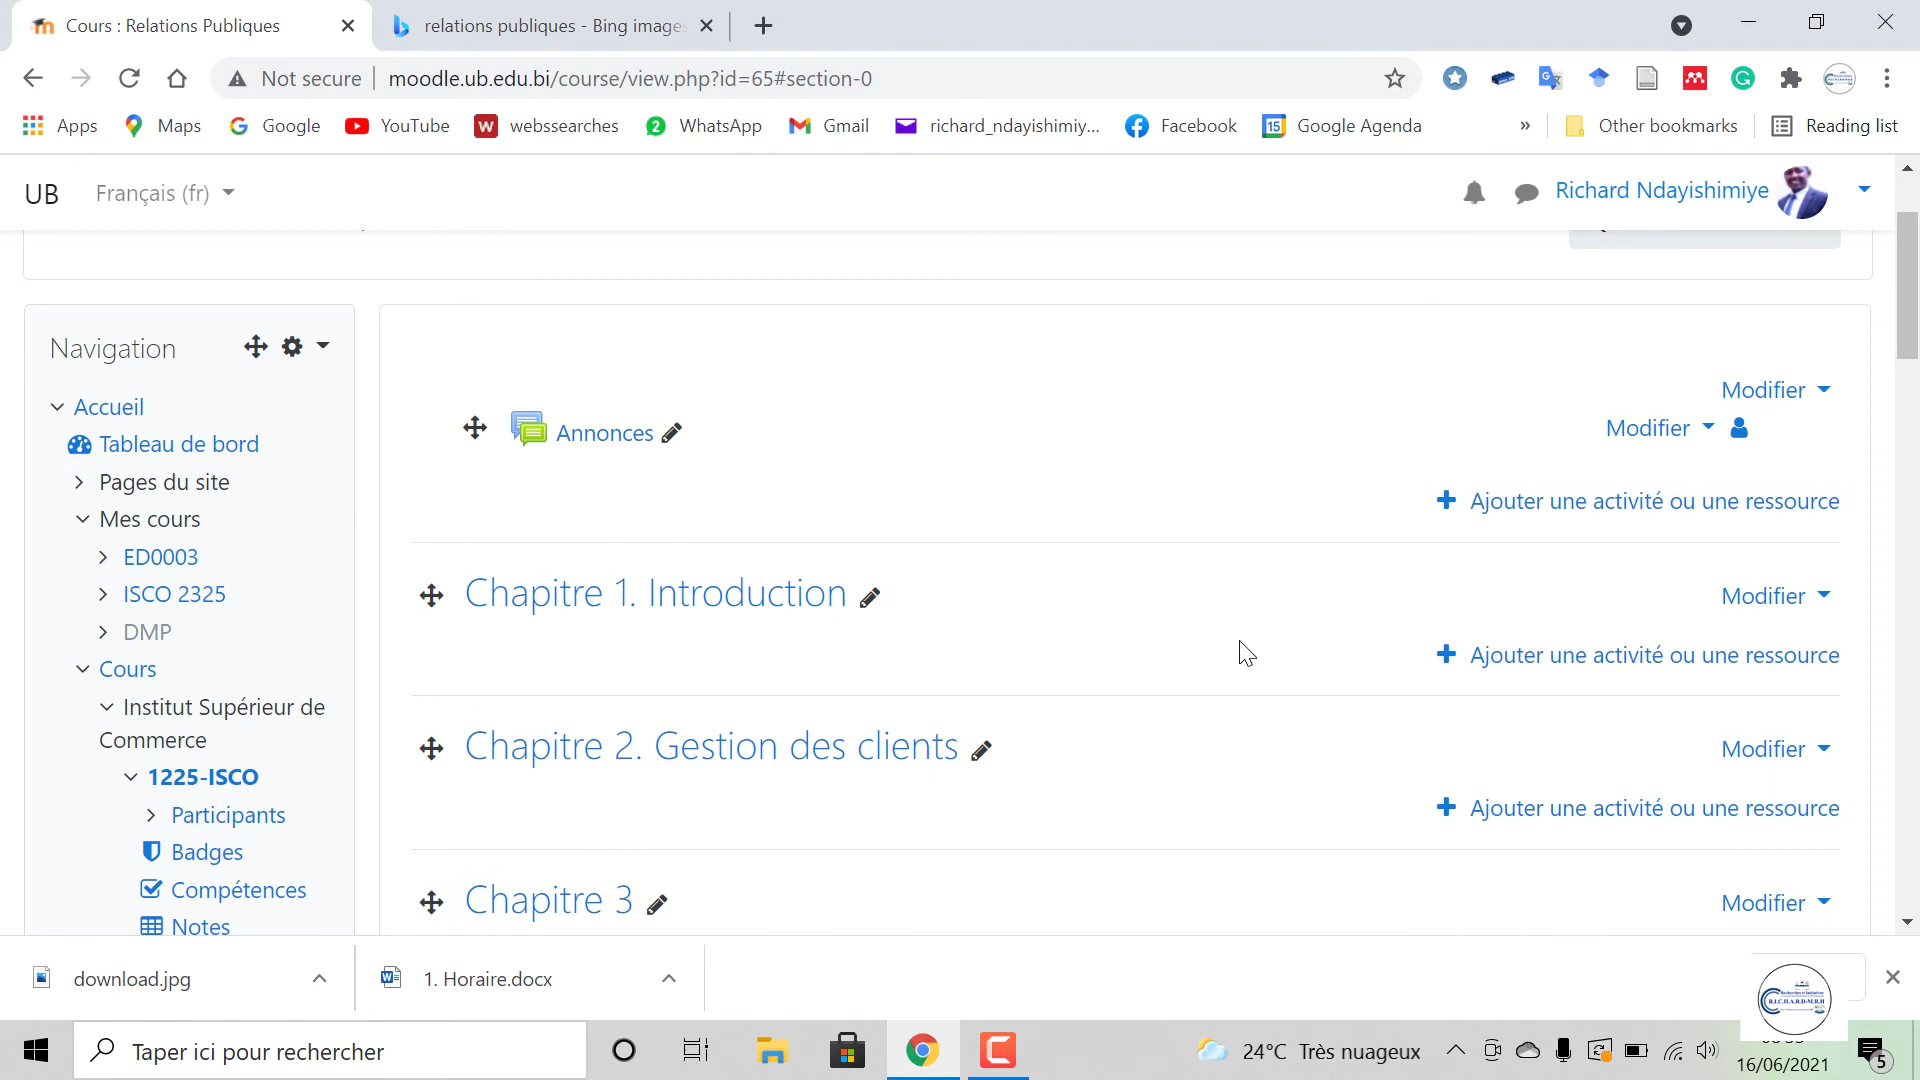 Cours : Relations Publiques
relations publiques - Bing images
Not secure
moodle.ub.edu.bi/course/view.php?id=65#section-0
Apps
Maps
Google
YouTube
webssearches
WhatsApp
Gmail
richard_ndayishimiy...
Facebook
Google Agenda
»
Other bookmarks
Reading list
UB
Français (fr)
Richard Ndayishimiye
Navigation
Accueil
Tableau de bord
Pages du site
Mes cours
ED0003
ISCO 2325
DMP
Cours
Institut Supérieur de
Commerce
1225-ISCO
Participants
Badges
Compétences
Notes
Modifier
Annonces
Modifier
Ajouter une activité ou une ressource
Chapitre 1. Introduction
Modifier
Ajouter une activité ou une ressource
Chapitre 2. Gestion des clients
Modifier
Ajouter une activité ou une ressource
Chapitre 3
Modifier
download.jpg
1. Horaire.docx
Taper ici pour rechercher
24°C Très nuageux
16/06/2021
5